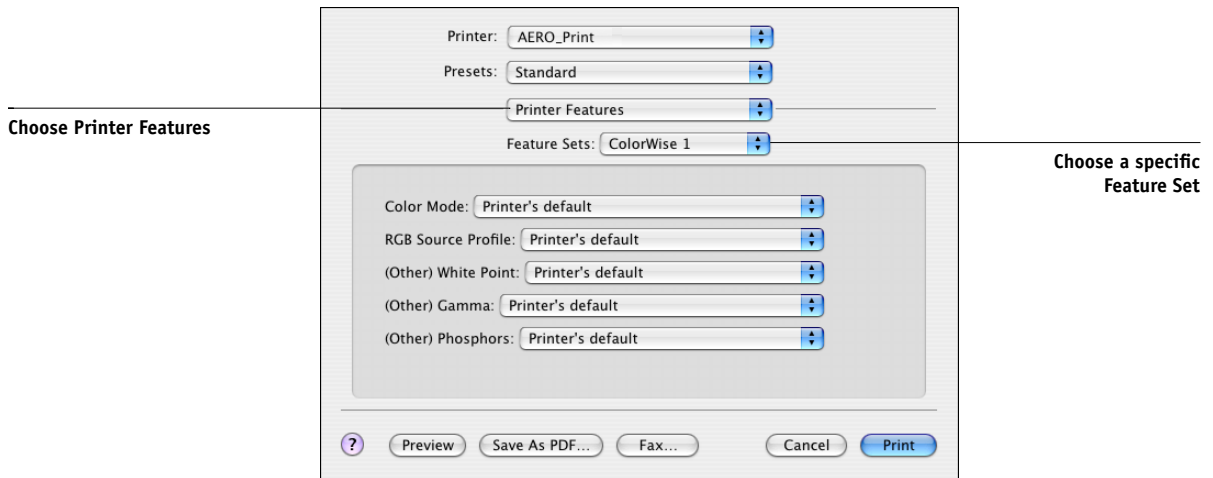 Printer: AERO_Print
Presets: Standard
Printer Features
Choose Printer Features
Feature Sets: ColorWise 1
Choose a specific
Feature Set
Color Mode: Printer's default
RGB Source Profile: Printer's default
(Other) White Point: Printer's default
(Other) Gamma: Printer's default
(Other) Phosphors: Printer's default
? Preview Save As PDF... Fax... Cancel Print